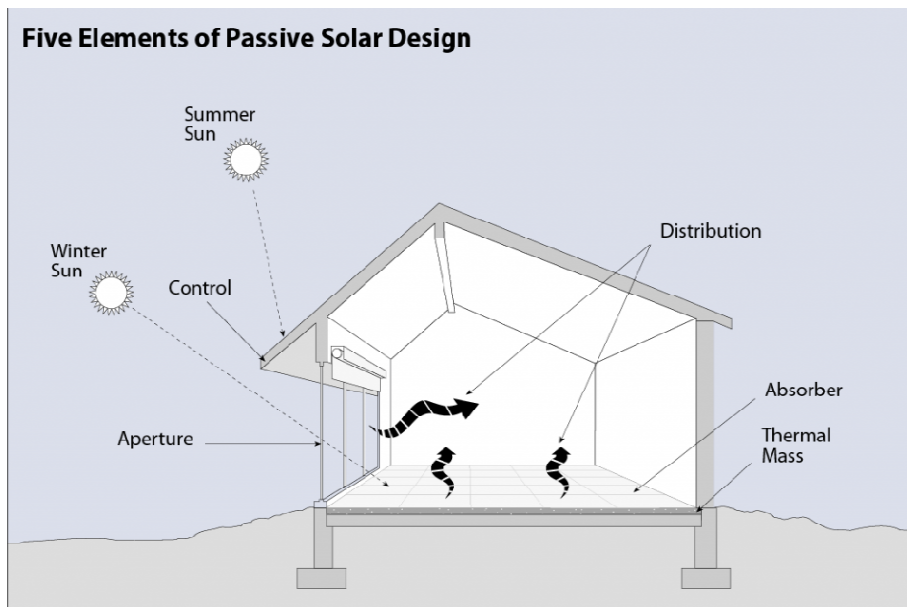 Five Elements of Passive Solar Design
Summer
Sun
Winter
Sun
Control
Distribution
Aperture
Absorber
Thermal
Mass